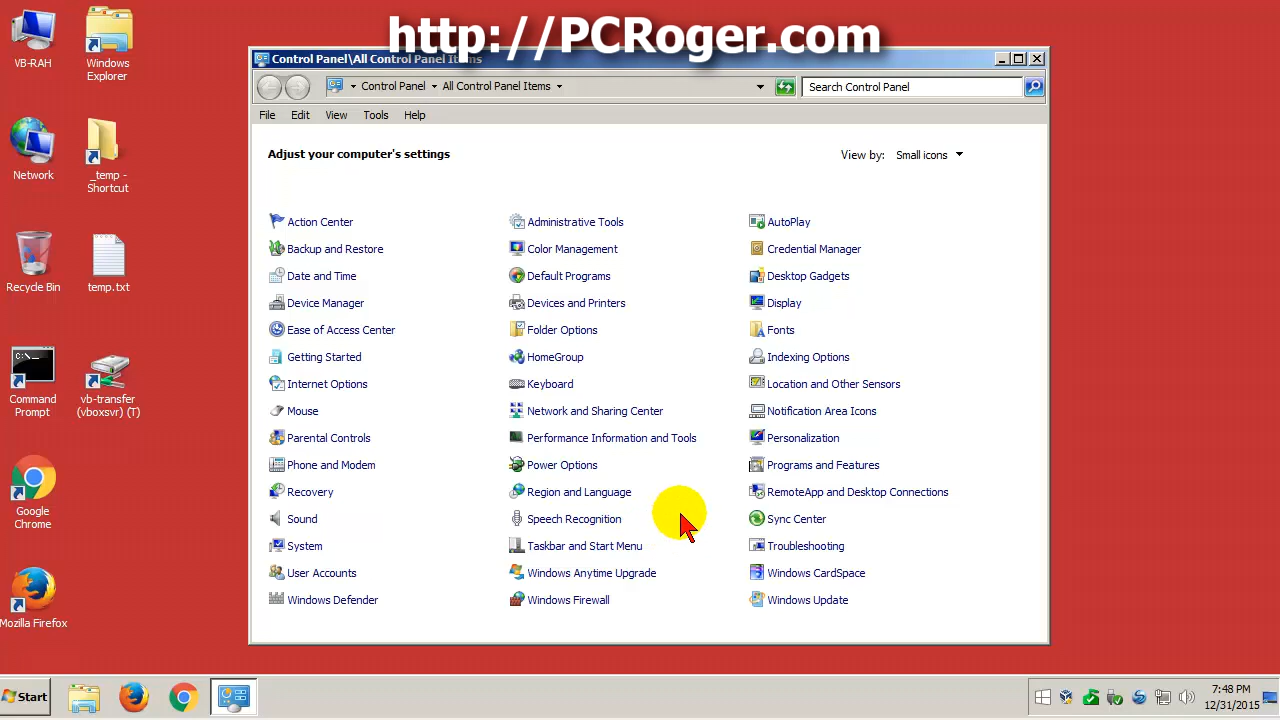 http://PCRoger.com
VB-RAH
Windows
Explorer
Network
_temp -
Shortcut
Recycle Bin
temp.txt
Command
Prompt
vb-transfer
(vboxsvr) (T)
Google
Chrome
Mozilla Firefox
Control Panel\All Control Panel Items
Control Panel
All Control Panel Items
Search Control Panel
File Edit View Tools Help
Adjust your computer's settings
View by: Small icons
Action Center
Administrative Tools
AutoPlay
Backup and Restore
Color Management
Credential Manager
Date and Time
Default Programs
Desktop Gadgets
Device Manager
Devices and Printers
Display
Ease of Access Center
Folder Options
Fonts
Getting Started
HomeGroup
Indexing Options
Internet Options
Keyboard
Location and Other Sensors
Mouse
Network and Sharing Center
Notification Area Icons
Parental Controls
Performance Information and Tools
Personalization
Phone and Modem
Power Options
Programs and Features
Recovery
Region and Language
RemoteApp and Desktop Connections
Sound
Speech Recognition
Sync Center
System
Taskbar and Start Menu
Troubleshooting
User Accounts
Windows Anytime Upgrade
Windows CardSpace
Windows Defender
Windows Firewall
Windows Update
Start
7:48 PM
12/31/2015